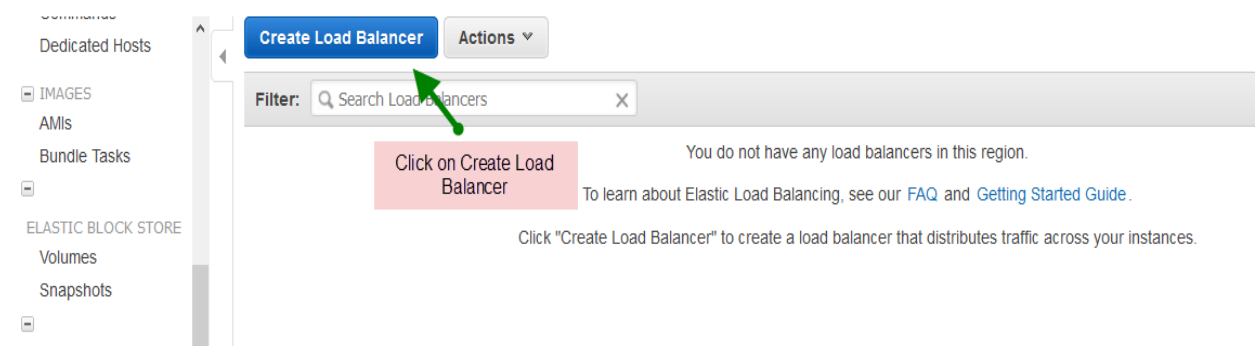 Dedicated Hosts
IMAGES
AMIs
Bundle Tasks
ELASTIC BLOCK STORE
Volumes
Snapshots
Create Load Balancer
Actions
Filter:
Search Load Balancers
Click on Create Load
Balancer
You do not have any load balancers in this region.
To learn about Elastic Load Balancing, see our FAQ and Getting Started Guide.
Click "Create Load Balancer" to create a load balancer that distributes traffic across your instances.